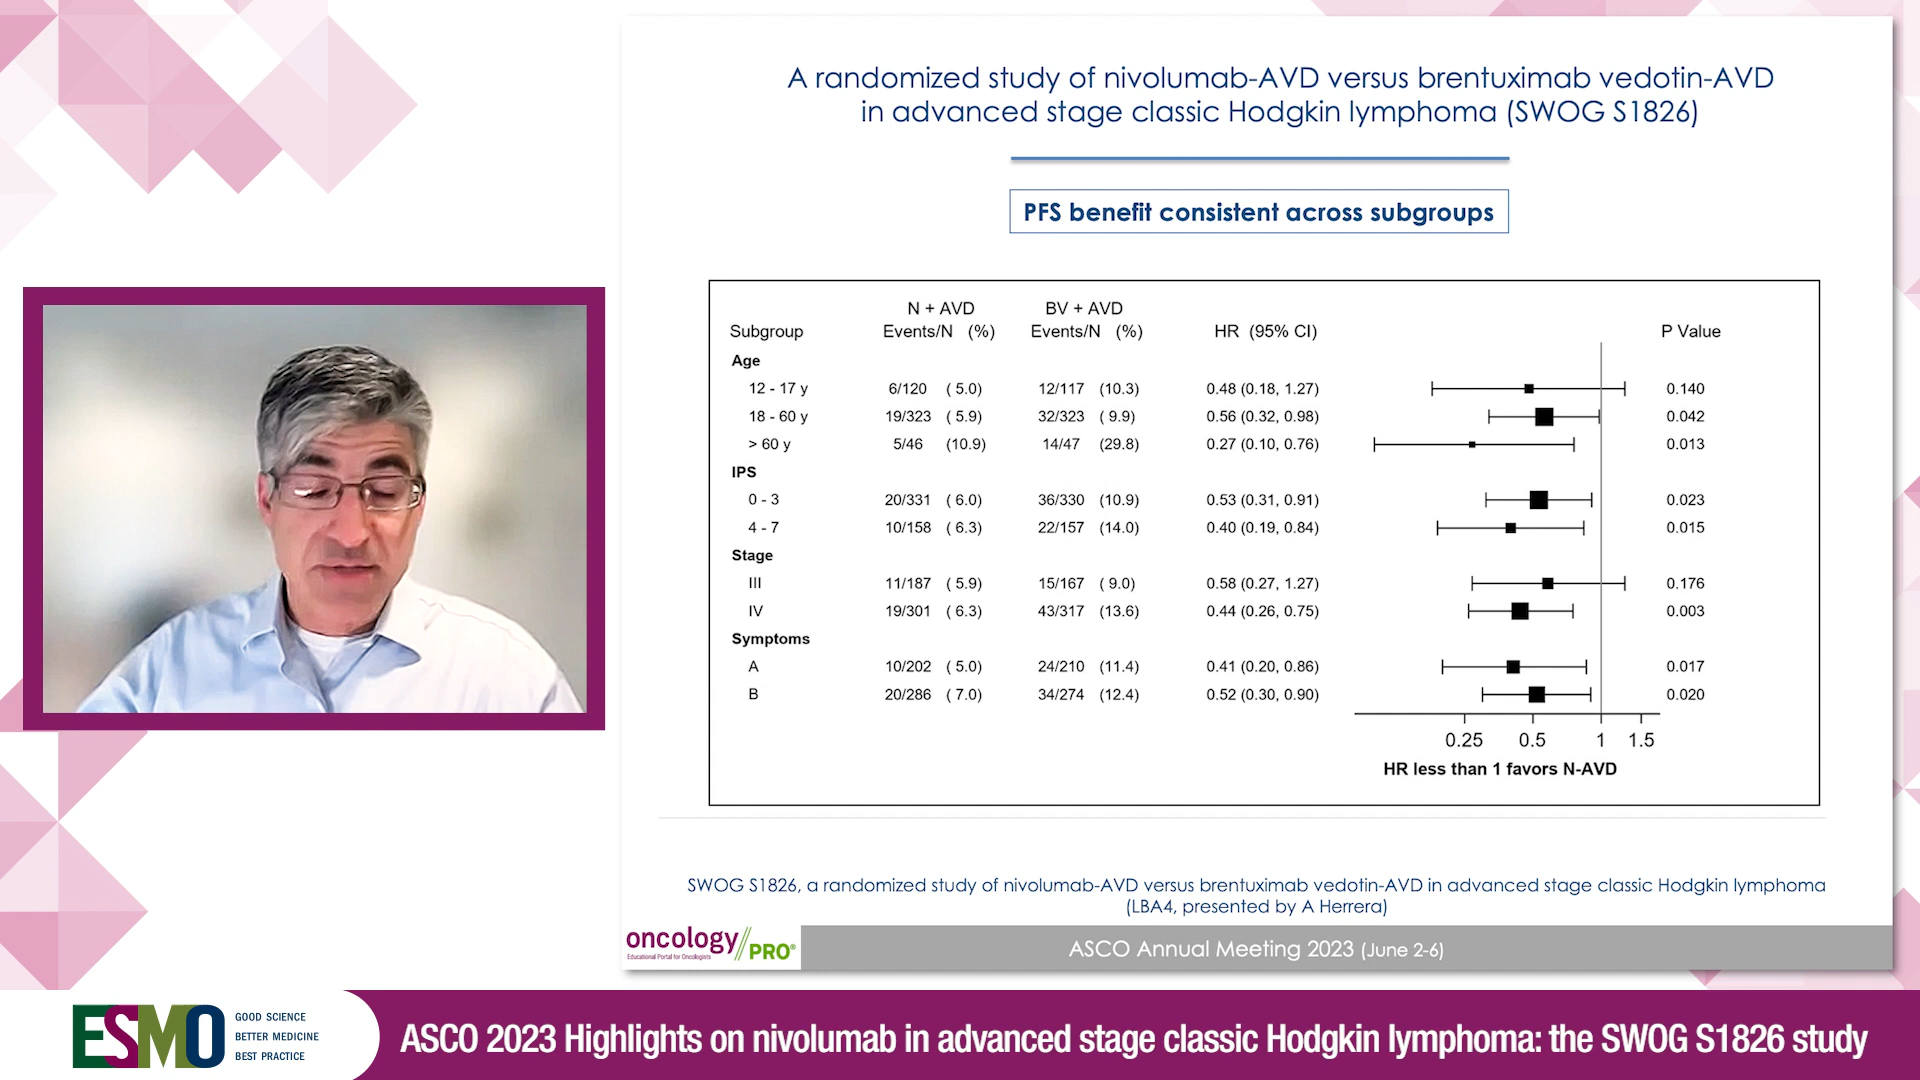 A randomized study of nivolumab-AVD versus brentuximab vedotin-AVD
in advanced stage classic Hodgkin lymphoma (SWOG S1826)
PFS benefit consistent across subgroups
N + AVD BV + AVD
Subgroup Events/N (%) Events/N (%) HR (95% CI) P Value
Age
12 - 17 y 6/120 ( 5.0) 12/117 (10.3) 0.48 (0.18, 1.27) 0.140
18 - 60 y 19/323 ( 5.9) 32/323 ( 9.9) 0.56 (0.32, 0.98) 0.042
> 60 y 5/46 (10.9) 14/47 (29.8) 0.27 (0.10, 0.76) 0.013
IPS
0 - 3 20/331 ( 6.0) 36/330 (10.9) 0.53 (0.31, 0.91) 0.023
4 - 7 10/158 ( 6.3) 22/157 (14.0) 0.40 (0.19, 0.84) 0.015
Stage
III 11/187 ( 5.9) 15/167 ( 9.0) 0.58 (0.27, 1.27) 0.176
IV 19/301 ( 6.3) 43/317 (13.6) 0.44 (0.26, 0.75) 0.003
Symptoms
A 10/202 ( 5.0) 24/210 (11.4) 0.41 (0.20, 0.86) 0.017
B 20/286 ( 7.0) 34/274 (12.4) 0.52 (0.30, 0.90) 0.020
0.25 0.5 1 1.5
HR less than 1 favors N-AVD
SWOG S1826, a randomized study of nivolumab-AVD versus brentuximab vedotin-AVD in advanced stage classic Hodgkin lymphoma
(LBA4, presented by A Herrera)
oncology//PRO®
Educational Portal for Oncologists
ASCO Annual Meeting 2023 (June 2-6)
ESMO
GOOD SCIENCE
BETTER MEDICINE
BEST PRACTICE
ASCO 2023 Highlights on nivolumab in advanced stage classic Hodgkin lymphoma: the SWOG S1826 study